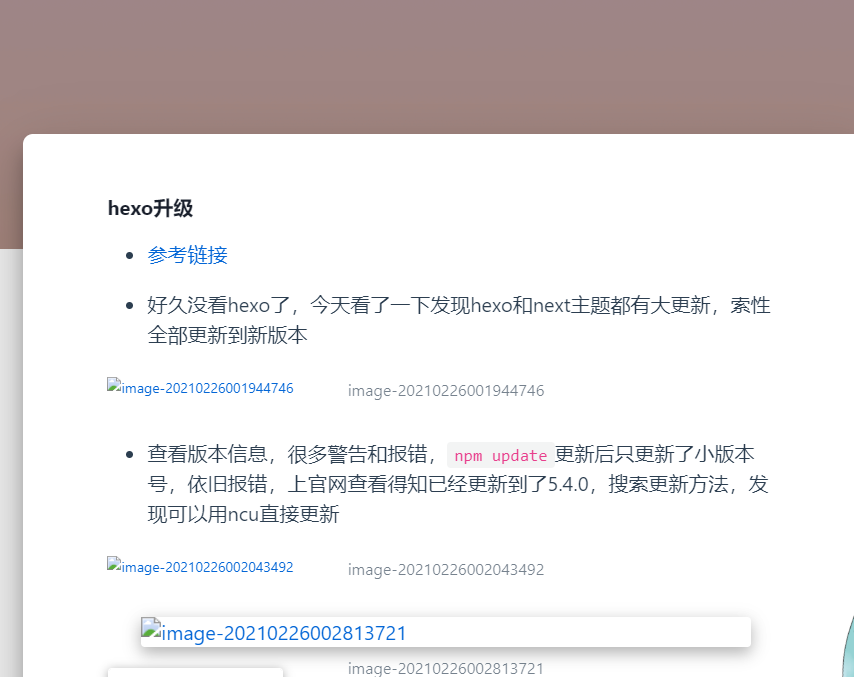 hexo升级
参考链接
好久没看hexo了，今天看了一下发现hexo和next主题都有大更新，索性
全部更新到新版本
image-20210226001944746 image-20210226001944746
查看版本信息，很多警告和报错，npm update更新后只更新了小版本
号，依旧报错，上官网查看得知已经更新到了5.4.0，搜索更新方法，发
现可以用ncu直接更新
image-20210226002043492 image-20210226002043492
image-20210226002813721
image-20210226002813721